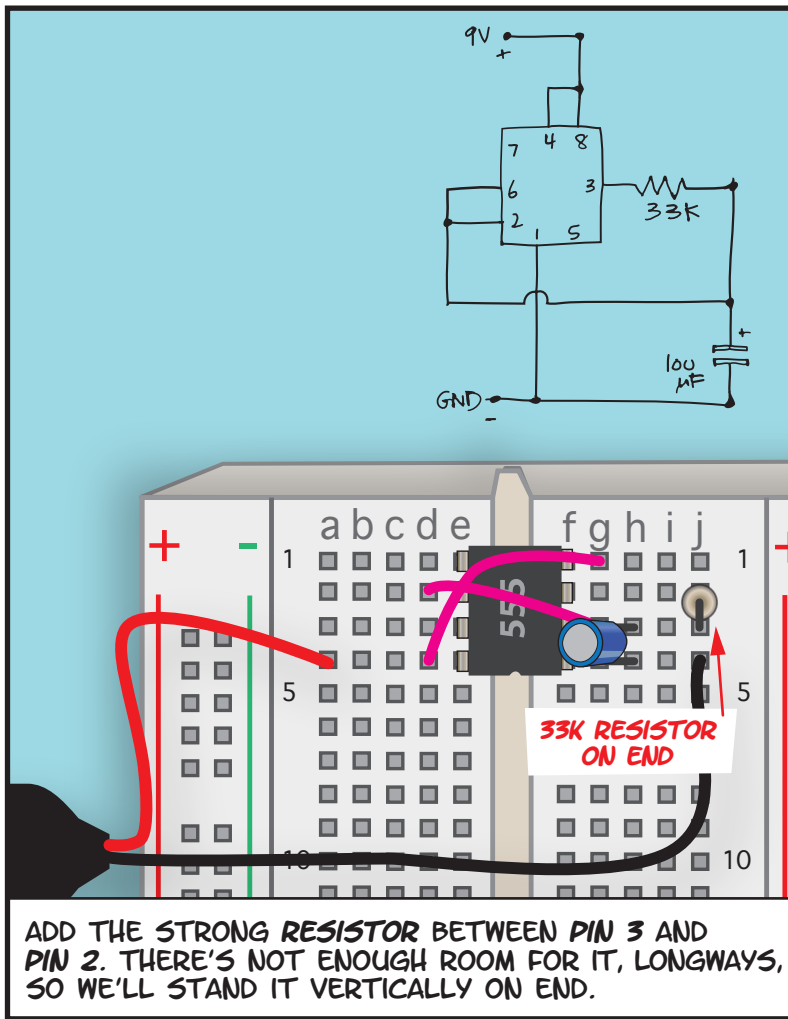 9V
+
7 4 8
6 3
2
1 5
33K
+
100
µF
GND
-
a b c d e f g h i j
+ - 1 1 +
555
5 5
33K RESISTOR
ON END
10 10
ADD THE STRONG RESISTOR BETWEEN PIN 3 AND
PIN 2. THERE'S NOT ENOUGH ROOM FOR IT, LONGWAYS,
SO WE'LL STAND IT VERTICALLY ON END.